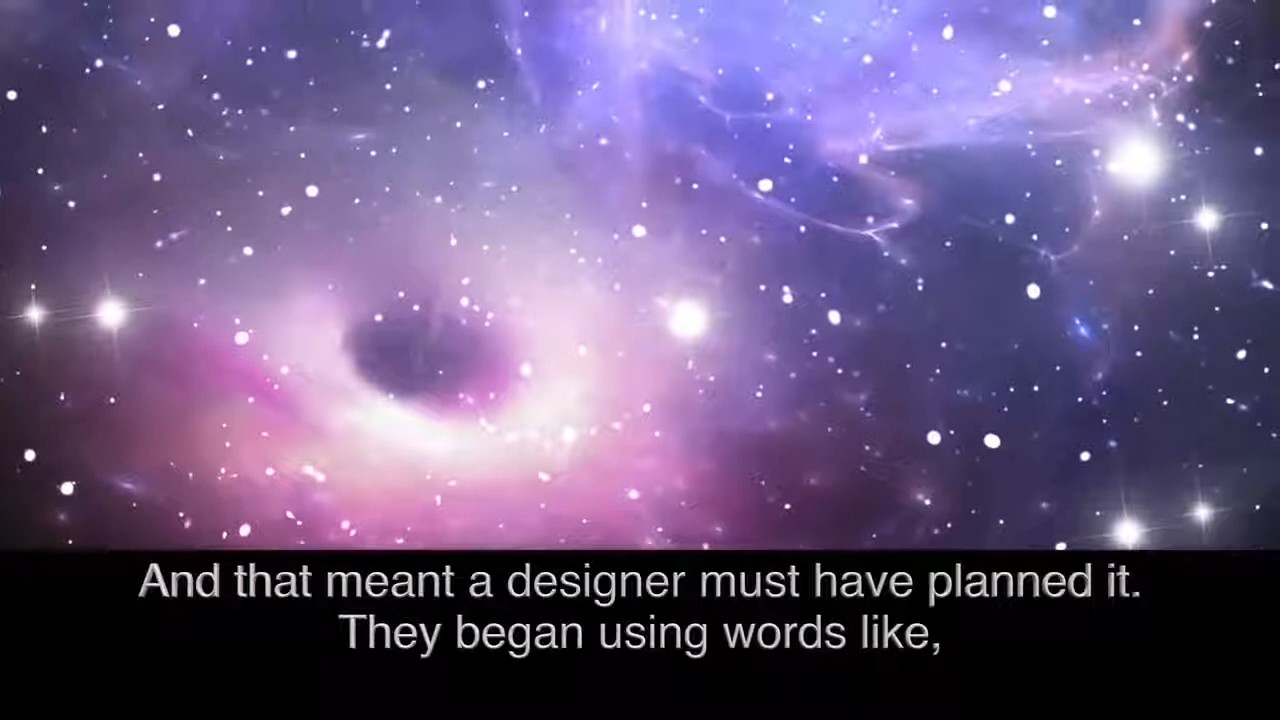 And that meant a designer must have planned it.
They began using words like,